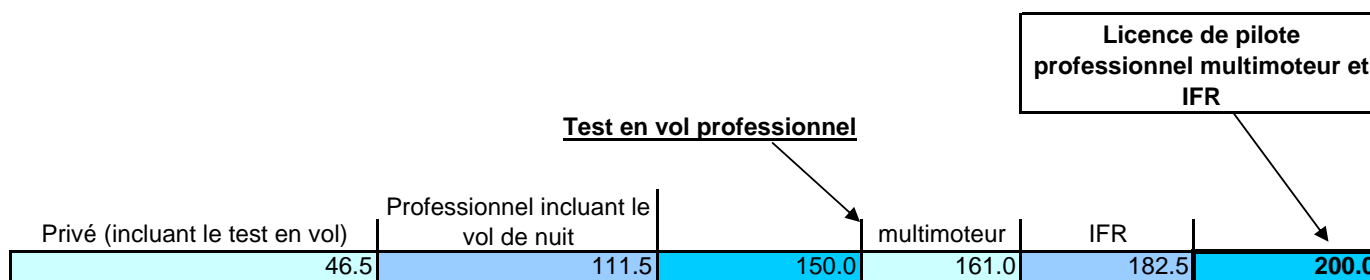 Licence de pilote
professionnel multimoteur et
IFR
Test en vol professionnel
Privé (incluant le test en vol)
Professionnel incluant le
vol de nuit
multimoteur
IFR
46.5 111.5 150.0 161.0 182.5 200.0